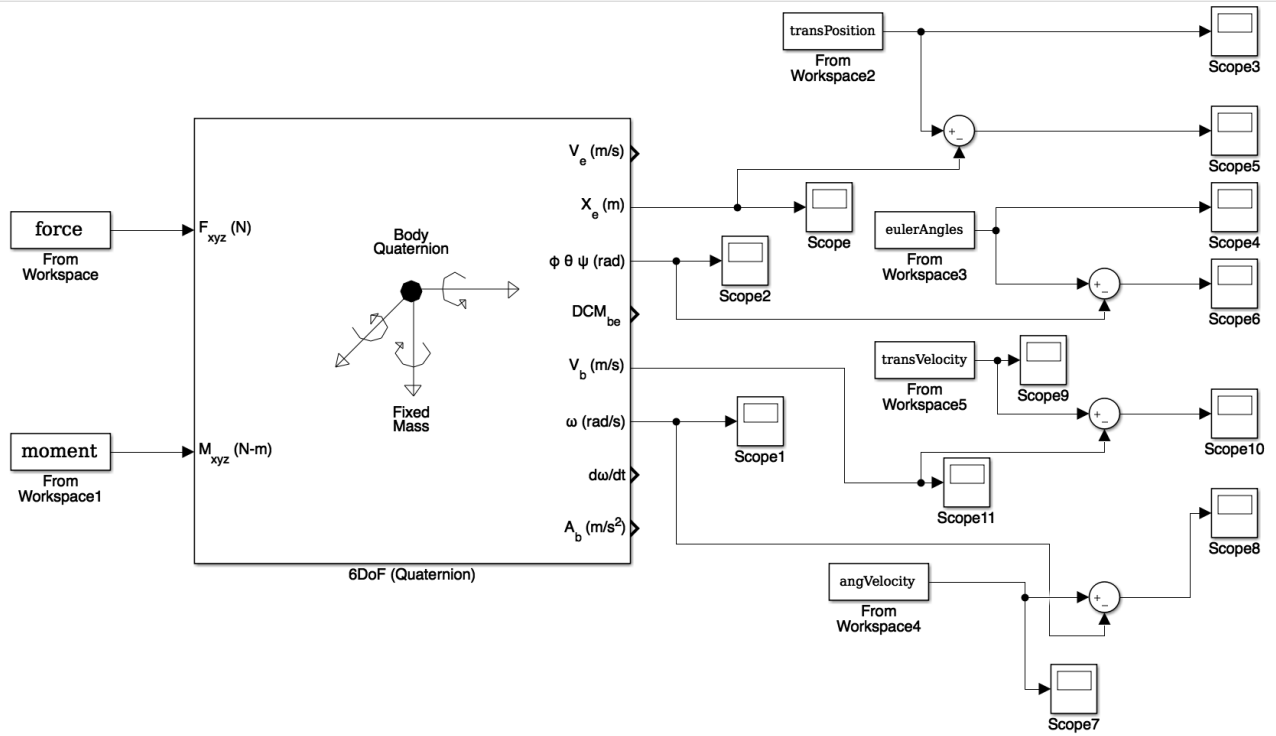 transPosition
From
Workspace2
Scope3
+
−
Scope5
V_e (m/s)
X_e (m)
Scope
eulerAngles
From
Workspace3
Scope4
force
From
Workspace
F_xyz (N)
Body
Quaternion
ϕ θ ψ (rad)
Scope2
+
−
Scope6
DCM_be
transVelocity
From
Workspace5
Scope9
V_b (m/s)
Fixed
Mass
+
−
Scope10
ω (rad/s)
Scope1
moment
From
Workspace1
M_xyz (N-m)
dω/dt
Scope11
A_b (m/s²)
Scope8
6DoF (Quaternion)
angVelocity
From
Workspace4
+
−
Scope7